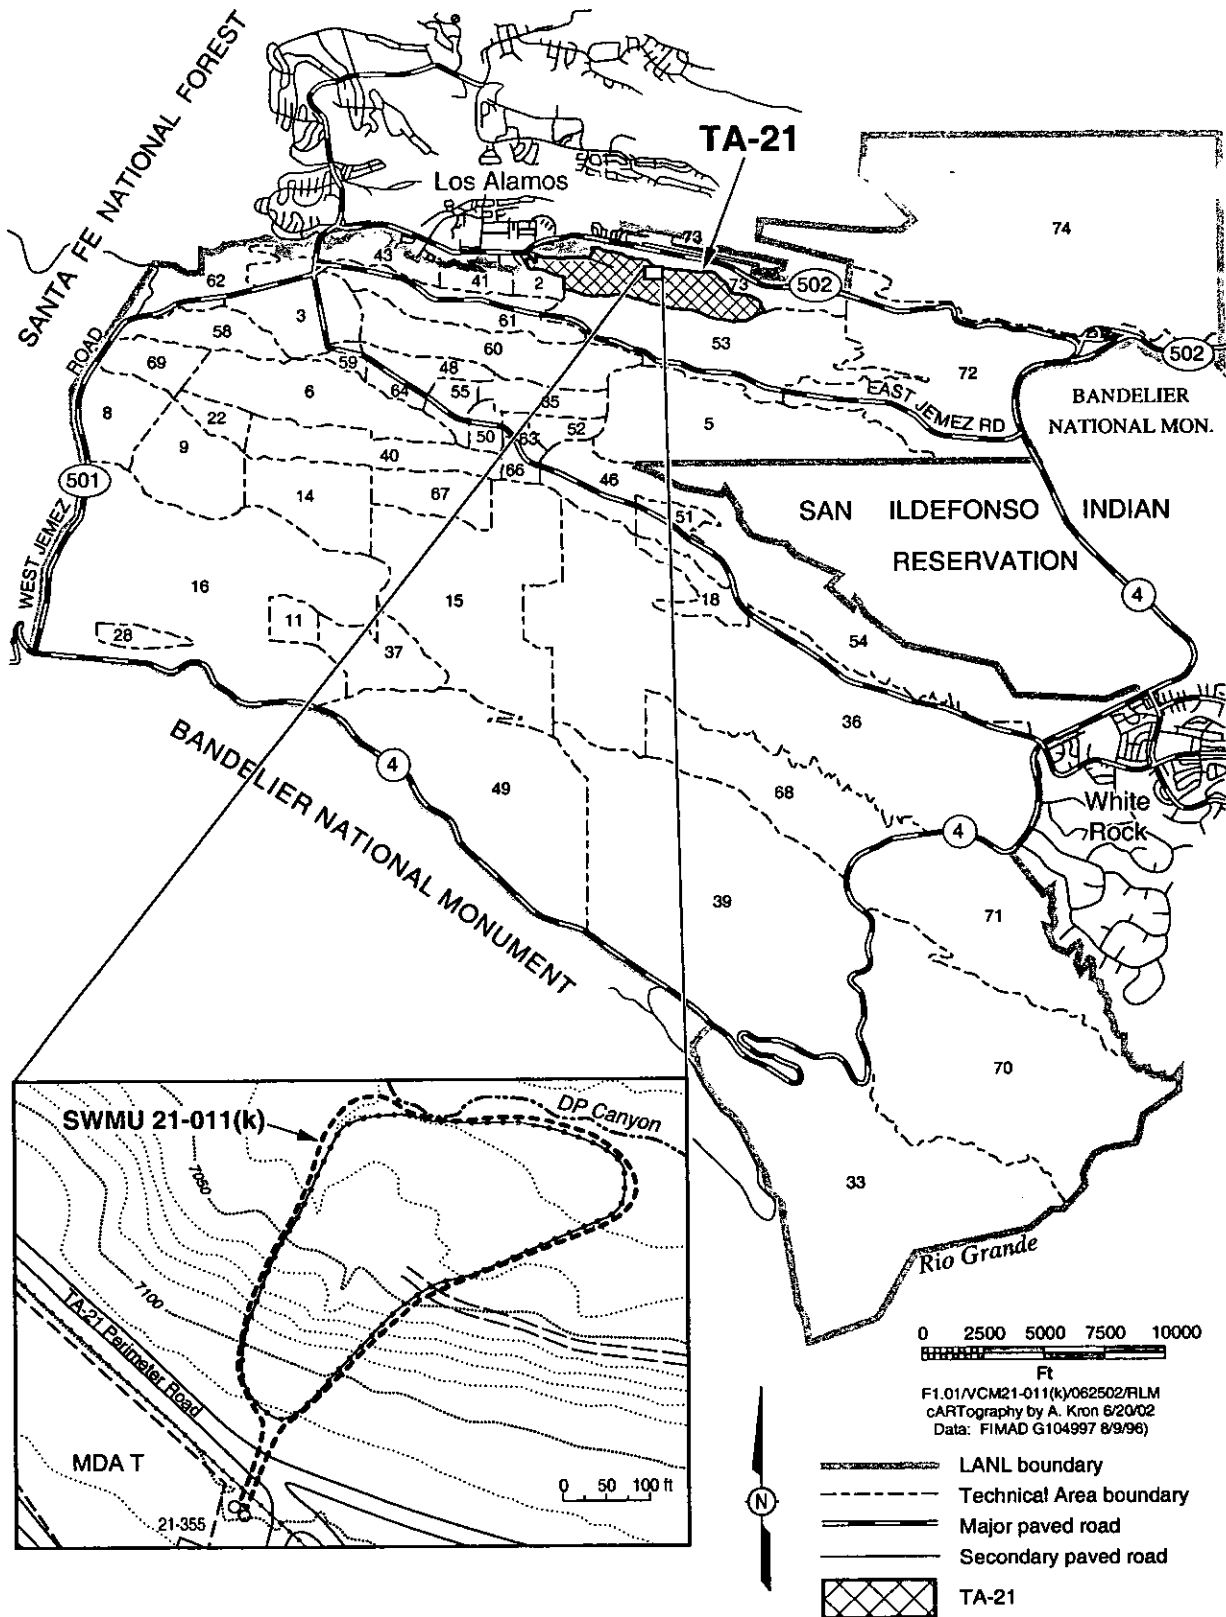 SANTA FE NATIONAL FOREST
TA-21
Los Alamos
74
73
43
62
41
2
73
502
3
61
53
58
60
59
48
69
6
64
55
35
72
502
ROAD
8
22
52
5
EAST JEMEZ RD
BANDELIER
NATIONAL MON.
9
50
63
40
66
46
501
14
67
51
SAN ILDEFONSO INDIAN
RESERVATION
WEST JEMEZ
16
15
18
4
11
28
37
54
36
BANDELIER NATIONAL MONUMENT
4
49
68
White
Rock
4
39
71
70
33
Rio Grande
SWMU 21-011(k)
DP Canyon
7050
7100
TA-21 Perimeter Road
MDA T
21-355
0 50 100 ft
0 2500 5000 7500 10000
Ft
F1.01/VCM21-011(k)/062502/RLM
cARTography by A. Kron 6/20/02
Data: FIMAD G104997 8/9/96)
N
LANL boundary
Technical Area boundary
Major paved road
Secondary paved road
TA-21